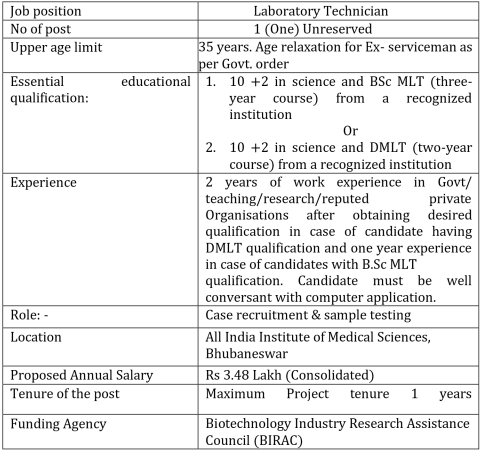 Job position Laboratory Technician
No of post 1 (One) Unreserved
Upper age limit 35 years. Age relaxation for Ex- serviceman as
per Govt. order
Essential educational 1. 10 +2 in science and BSc MLT (three-
qualification: year course) from a recognized
institution
Or
2. 10 +2 in science and DMLT (two-year
course) from a recognized institution
Experience 2 years of work experience in Govt/
teaching/research/reputed private
Organisations after obtaining desired
qualification in case of candidate having
DMLT qualification and one year experience
in case of candidates with B.Sc MLT
qualification. Candidate must be well
conversant with computer application.
Role: - Case recruitment & sample testing
Location All India Institute of Medical Sciences,
Bhubaneswar
Proposed Annual Salary Rs 3.48 Lakh (Consolidated)
Tenure of the post Maximum Project tenure 1 years
Funding Agency Biotechnology Industry Research Assistance
Council (BIRAC)